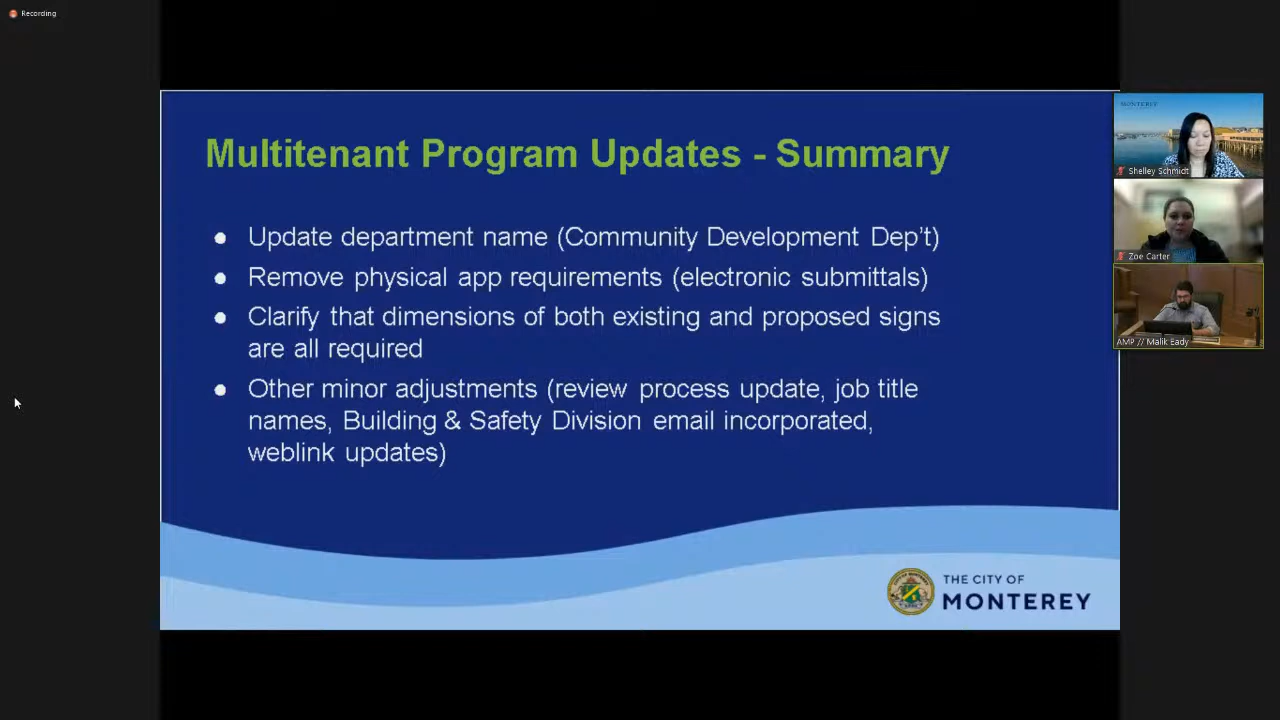 Recording
Multitenant Program Updates - Summary
● Update department name (Community Development Dep't)
● Remove physical app requirements (electronic submittals)
● Clarify that dimensions of both existing and proposed signs
are all required
● Other minor adjustments (review process update, job title
names, Building & Safety Division email incorporated,
weblink updates)
THE CITY OF
MONTEREY
MONTEREY
Shelley Schmidt
Zoe Carter
AMP // Malik Eady